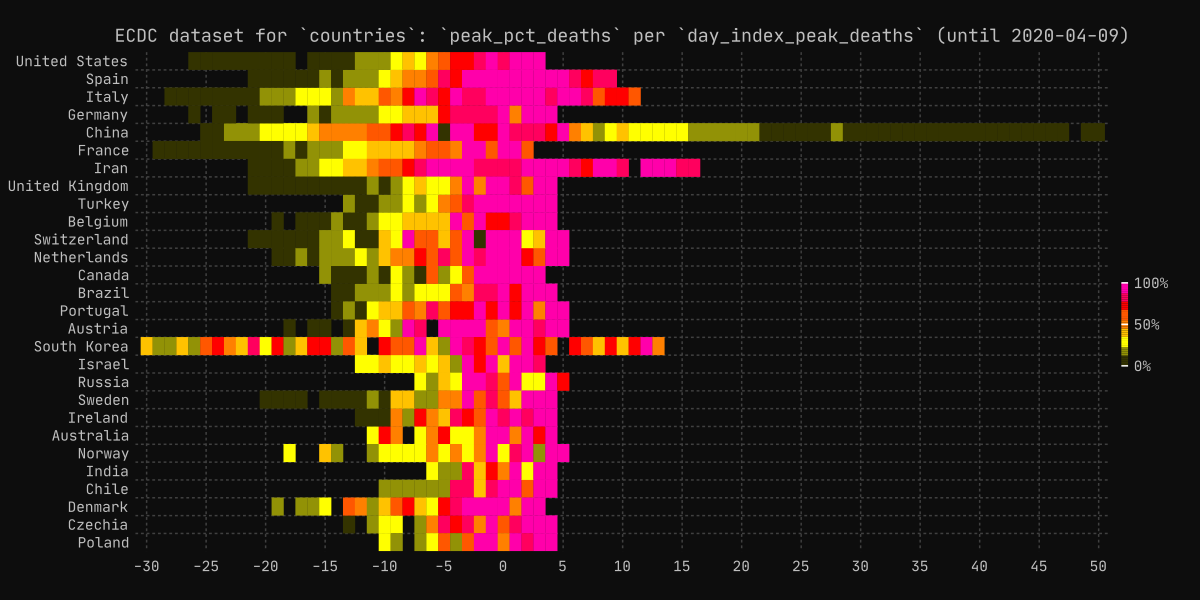 ECDC dataset for `countries`: `peak_pct_deaths` per `day_index_peak_deaths` (until 2020-04-09)
United States
Spain
Italy
Germany
China
France
Iran
United Kingdom
Turkey
Belgium
Switzerland
Netherlands
Canada
Brazil
Portugal
Austria
South Korea
Israel
Russia
Sweden
Ireland
Australia
Norway
India
Chile
Denmark
Czechia
Poland
100%
50%
0%
-30 -25 -20 -15 -10 -5 0 5 10 15 20 25 30 35 40 45 50